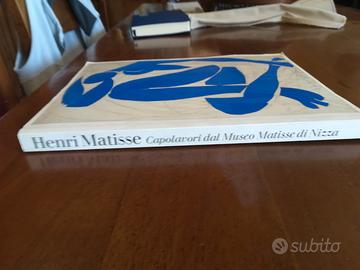 Henri Matisse Capolavori dal Museo Matisse di Nizza
subito